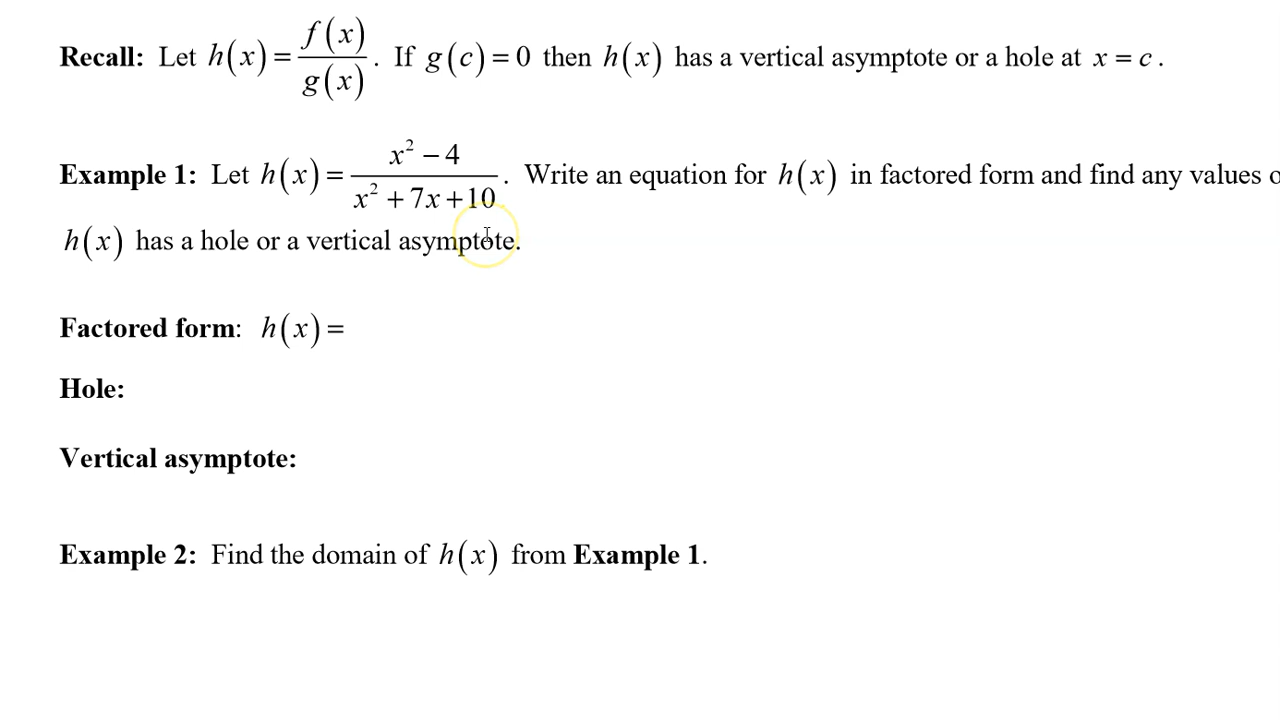 Recall: Let h(x) = f(x)/g(x). If g(c) = 0 then h(x) has a vertical asymptote or a hole at x = c.
Example 1: Let h(x) = (x² − 4)/(x² + 7x + 10). Write an equation for h(x) in factored form and find any values
h(x) has a hole or a vertical asymptote.
Factored form: h(x) =
Hole:
Vertical asymptote:
Example 2: Find the domain of h(x) from Example 1.